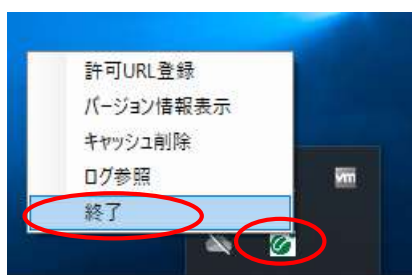 許可URL登録
バージョン情報表示
キャッシュ削除
ログ参照
終了
vm